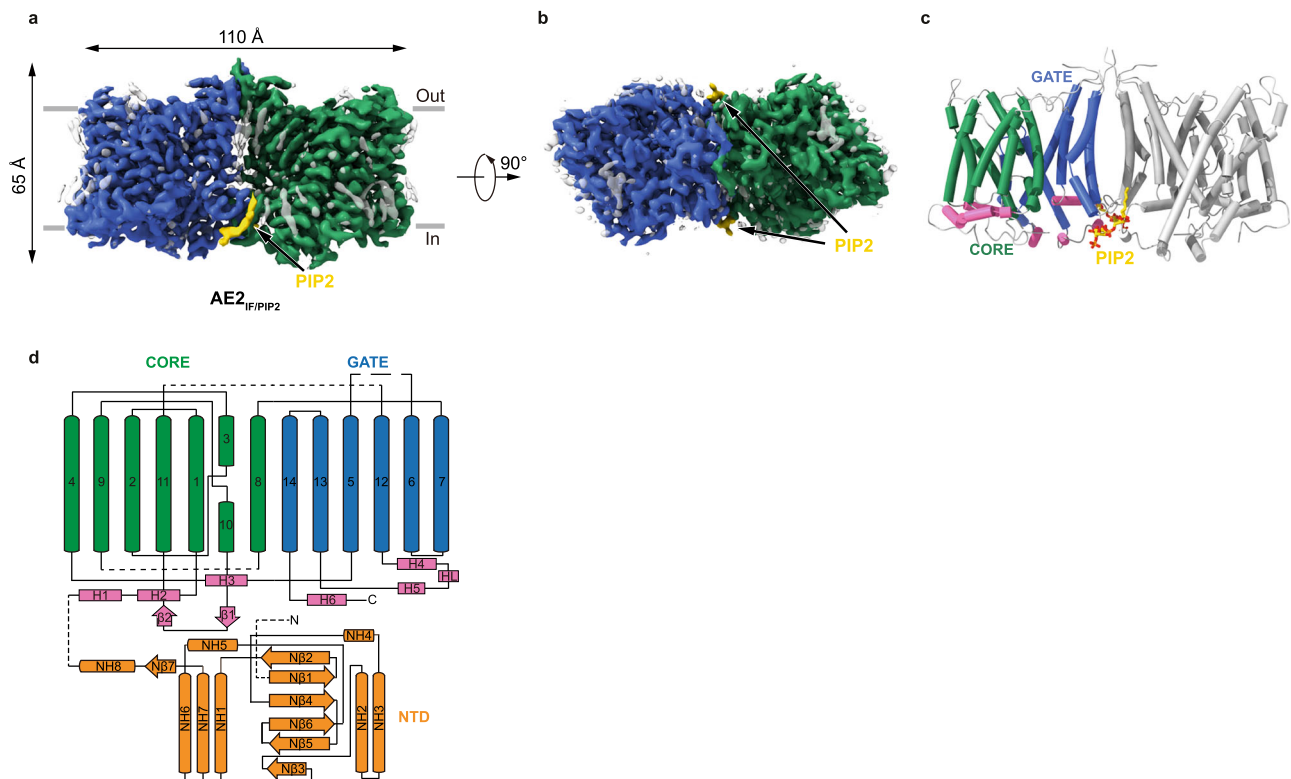 a
110 Å
65 Å
Out
In
PIP2
AE2IF/PIP2
90°
b
PIP2
c
GATE
CORE
PIP2
d
CORE
GATE
4
9
2
11
1
3
10
8
14
13
5
12
6
7
H1
H2
H3
H4
HL
H5
H6
C
β2
β1
N
NH4
NH5
NH8
Nβ7
Nβ2
Nβ1
Nβ4
Nβ6
Nβ5
Nβ3
NH6
NH7
NH1
NH2
NH3
NTD